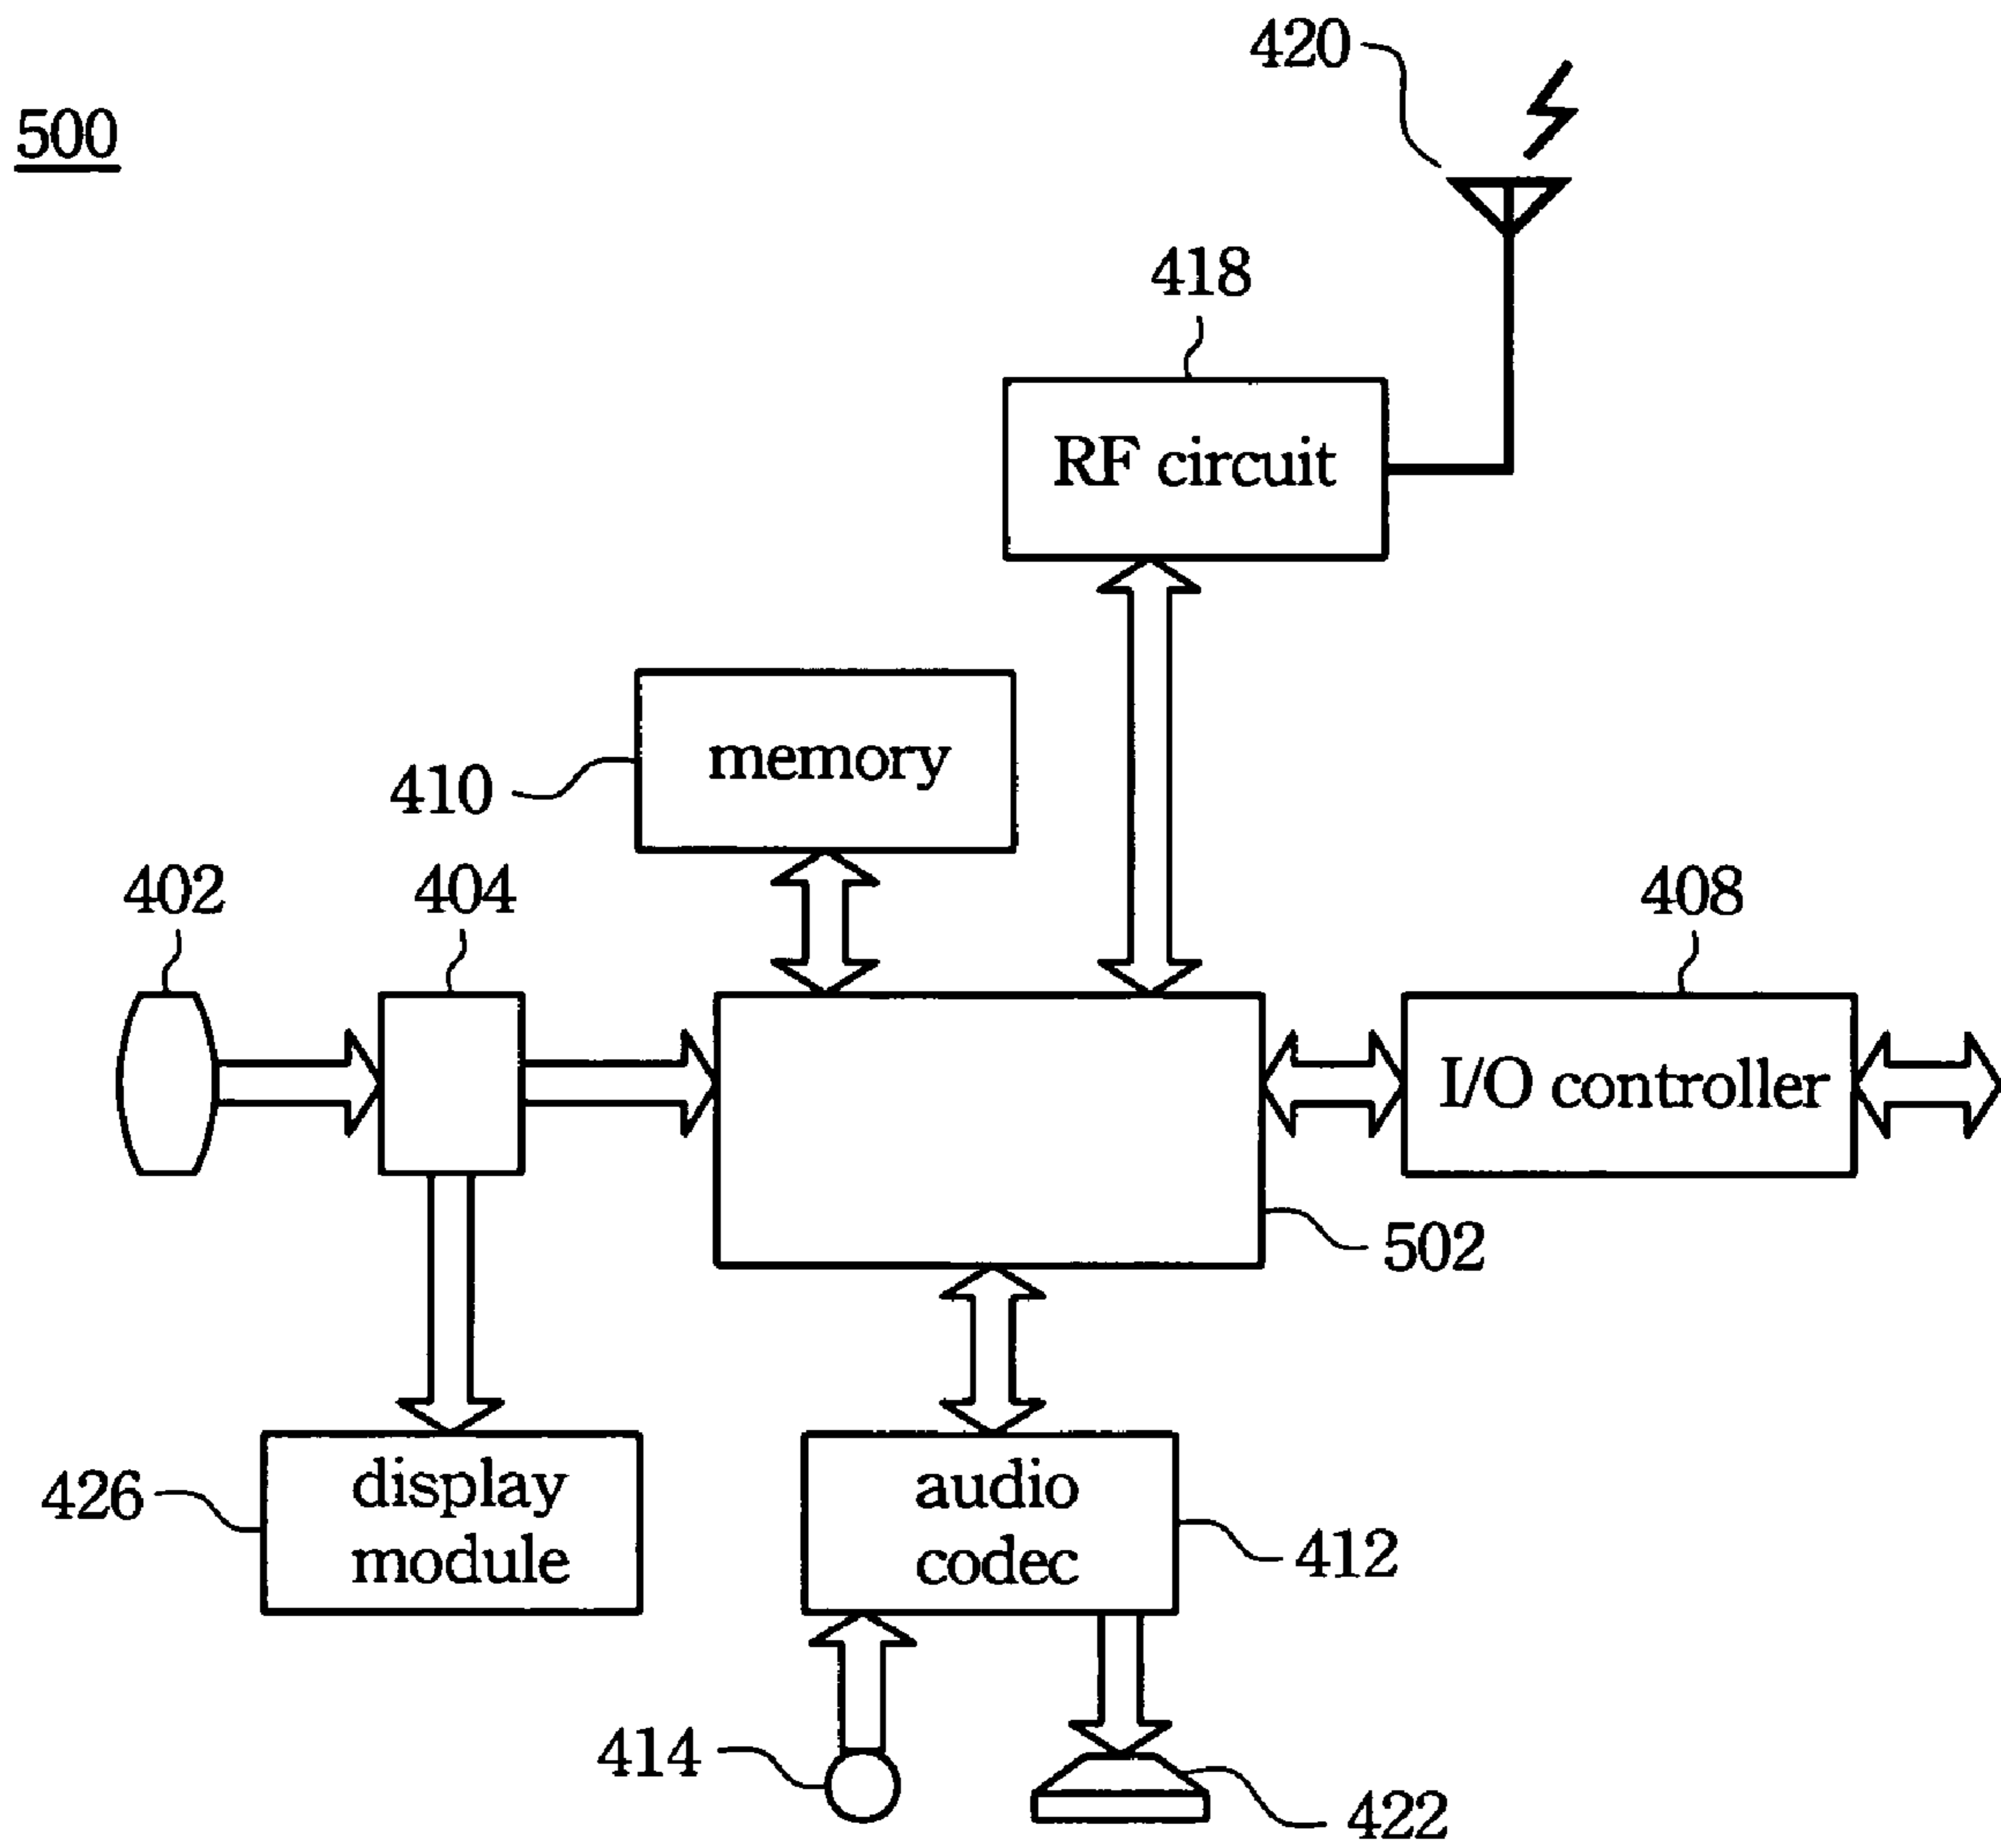 420
500
418
RF circuit
memory
410
402
404
408
I/O controller
502
display
module
426
audio
codec
412
414
422